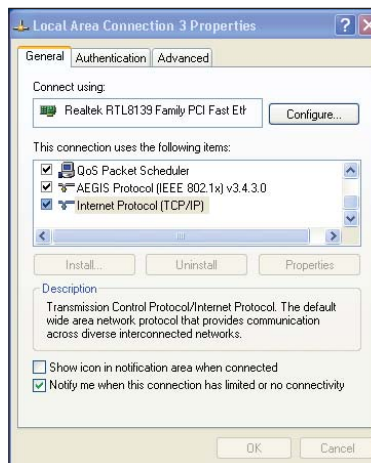 Local Area Connection 3 Properties
General Authentication Advanced
Connect using:
Realtek RTL8139 Family PCI Fast Eth
Configure...
This connection uses the following items:
QoS Packet Scheduler
AEGIS Protocol (IEEE 802.1x) v3.4.3.0
Internet Protocol (TCP/IP)
Install... Uninstall Properties
Description
Transmission Control Protocol/Internet Protocol. The default
wide area network protocol that provides communication
across diverse interconnected networks.
Show icon in notification area when connected
Notify me when this connection has limited or no connectivity
OK Cancel